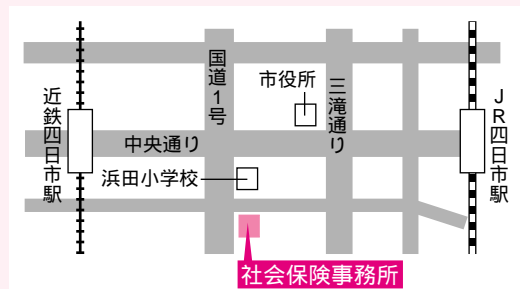 近鉄四日市駅
国道1号
市役所
三滝通り
JR四日市駅
中央通り
浜田小学校
社会保険事務所